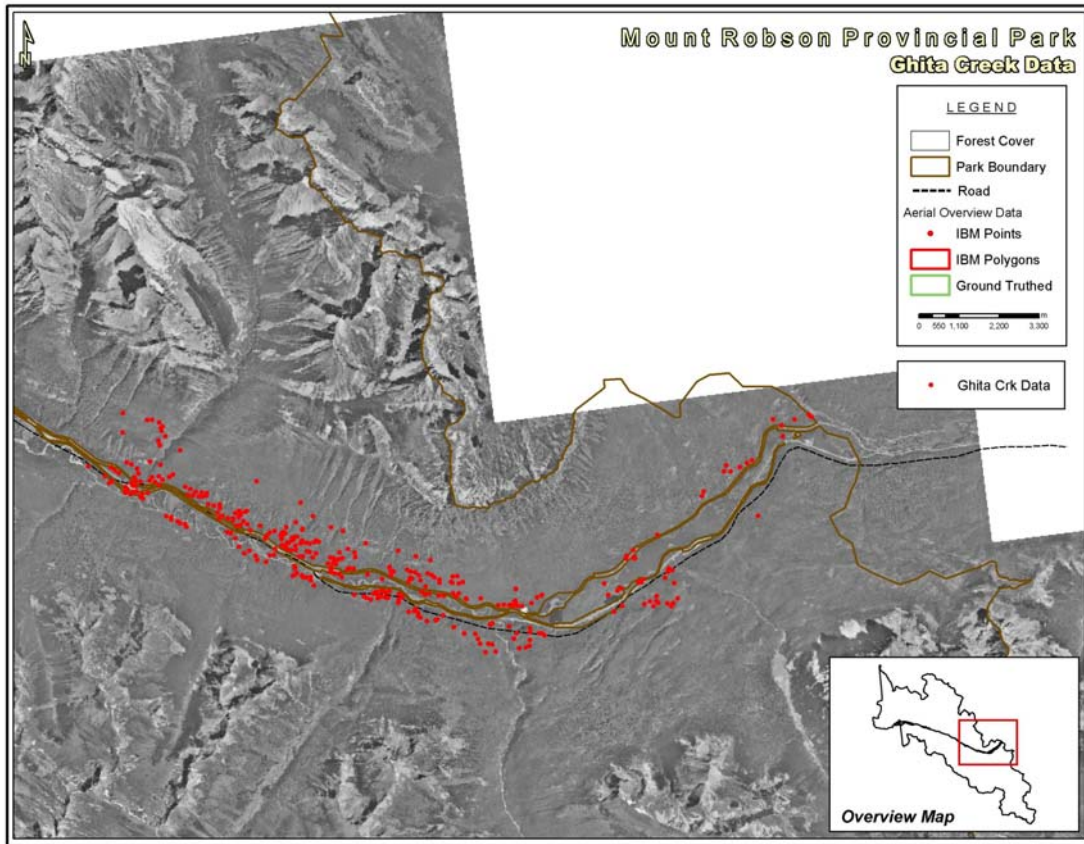 N
Mount Robson Provincial Park
Ghita Creek Data
LEGEND
Forest Cover
Park Boundary
Road
Aerial Overview Data
IBM Points
IBM Polygons
Ground Truthed
m
0 550 1,100 2,200 3,300
Ghita Crk Data
Overview Map